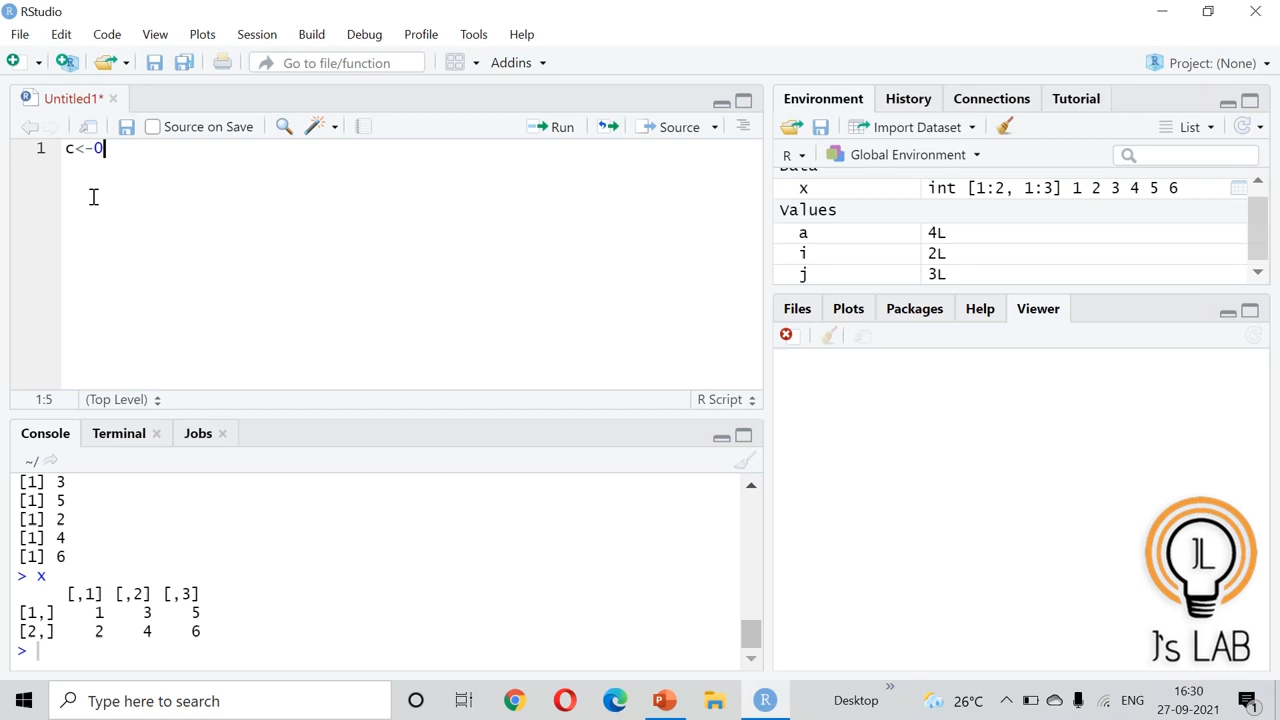 RStudio
File Edit Code View Plots Session Build Debug Profile Tools Help
Go to file/function Addins Project: (None)
Untitled1*
Source on Save Run Source
1 c<-0
1:5 (Top Level) R Script
Console Terminal Jobs
~/
[1] 3
[1] 5
[1] 2
[1] 4
[1] 6
> x
[,1] [,2] [,3]
[1,] 1 3 5
[2,] 2 4 6
>
Environment History Connections Tutorial
Import Dataset List
R Global Environment
Data
x int [1:2, 1:3] 1 2 3 4 5 6
Values
a 4L
i 2L
j 3L
Files Plots Packages Help Viewer
JL
J's LAB
Type here to search
Desktop » 26°C ENG
16:30
27-09-2021
1